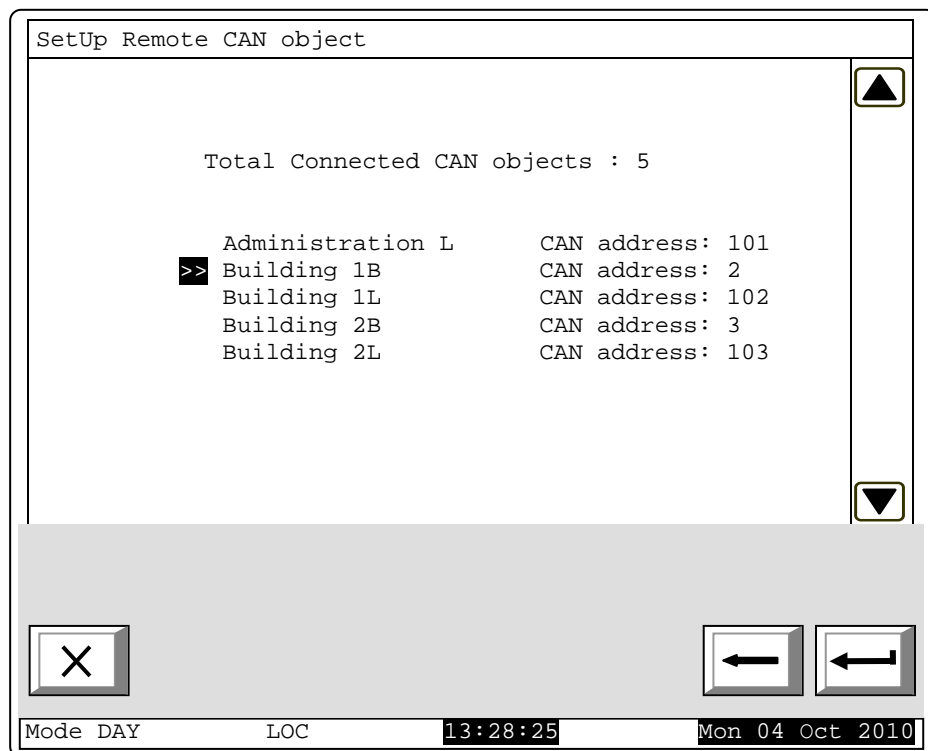 SetUp Remote CAN object
Total Connected CAN objects : 5
Administration L CAN address: 101
>> Building 1B CAN address: 2
Building 1L CAN address: 102
Building 2B CAN address: 3
Building 2L CAN address: 103
Mode DAY LOC 13:28:25 Mon 04 Oct 2010